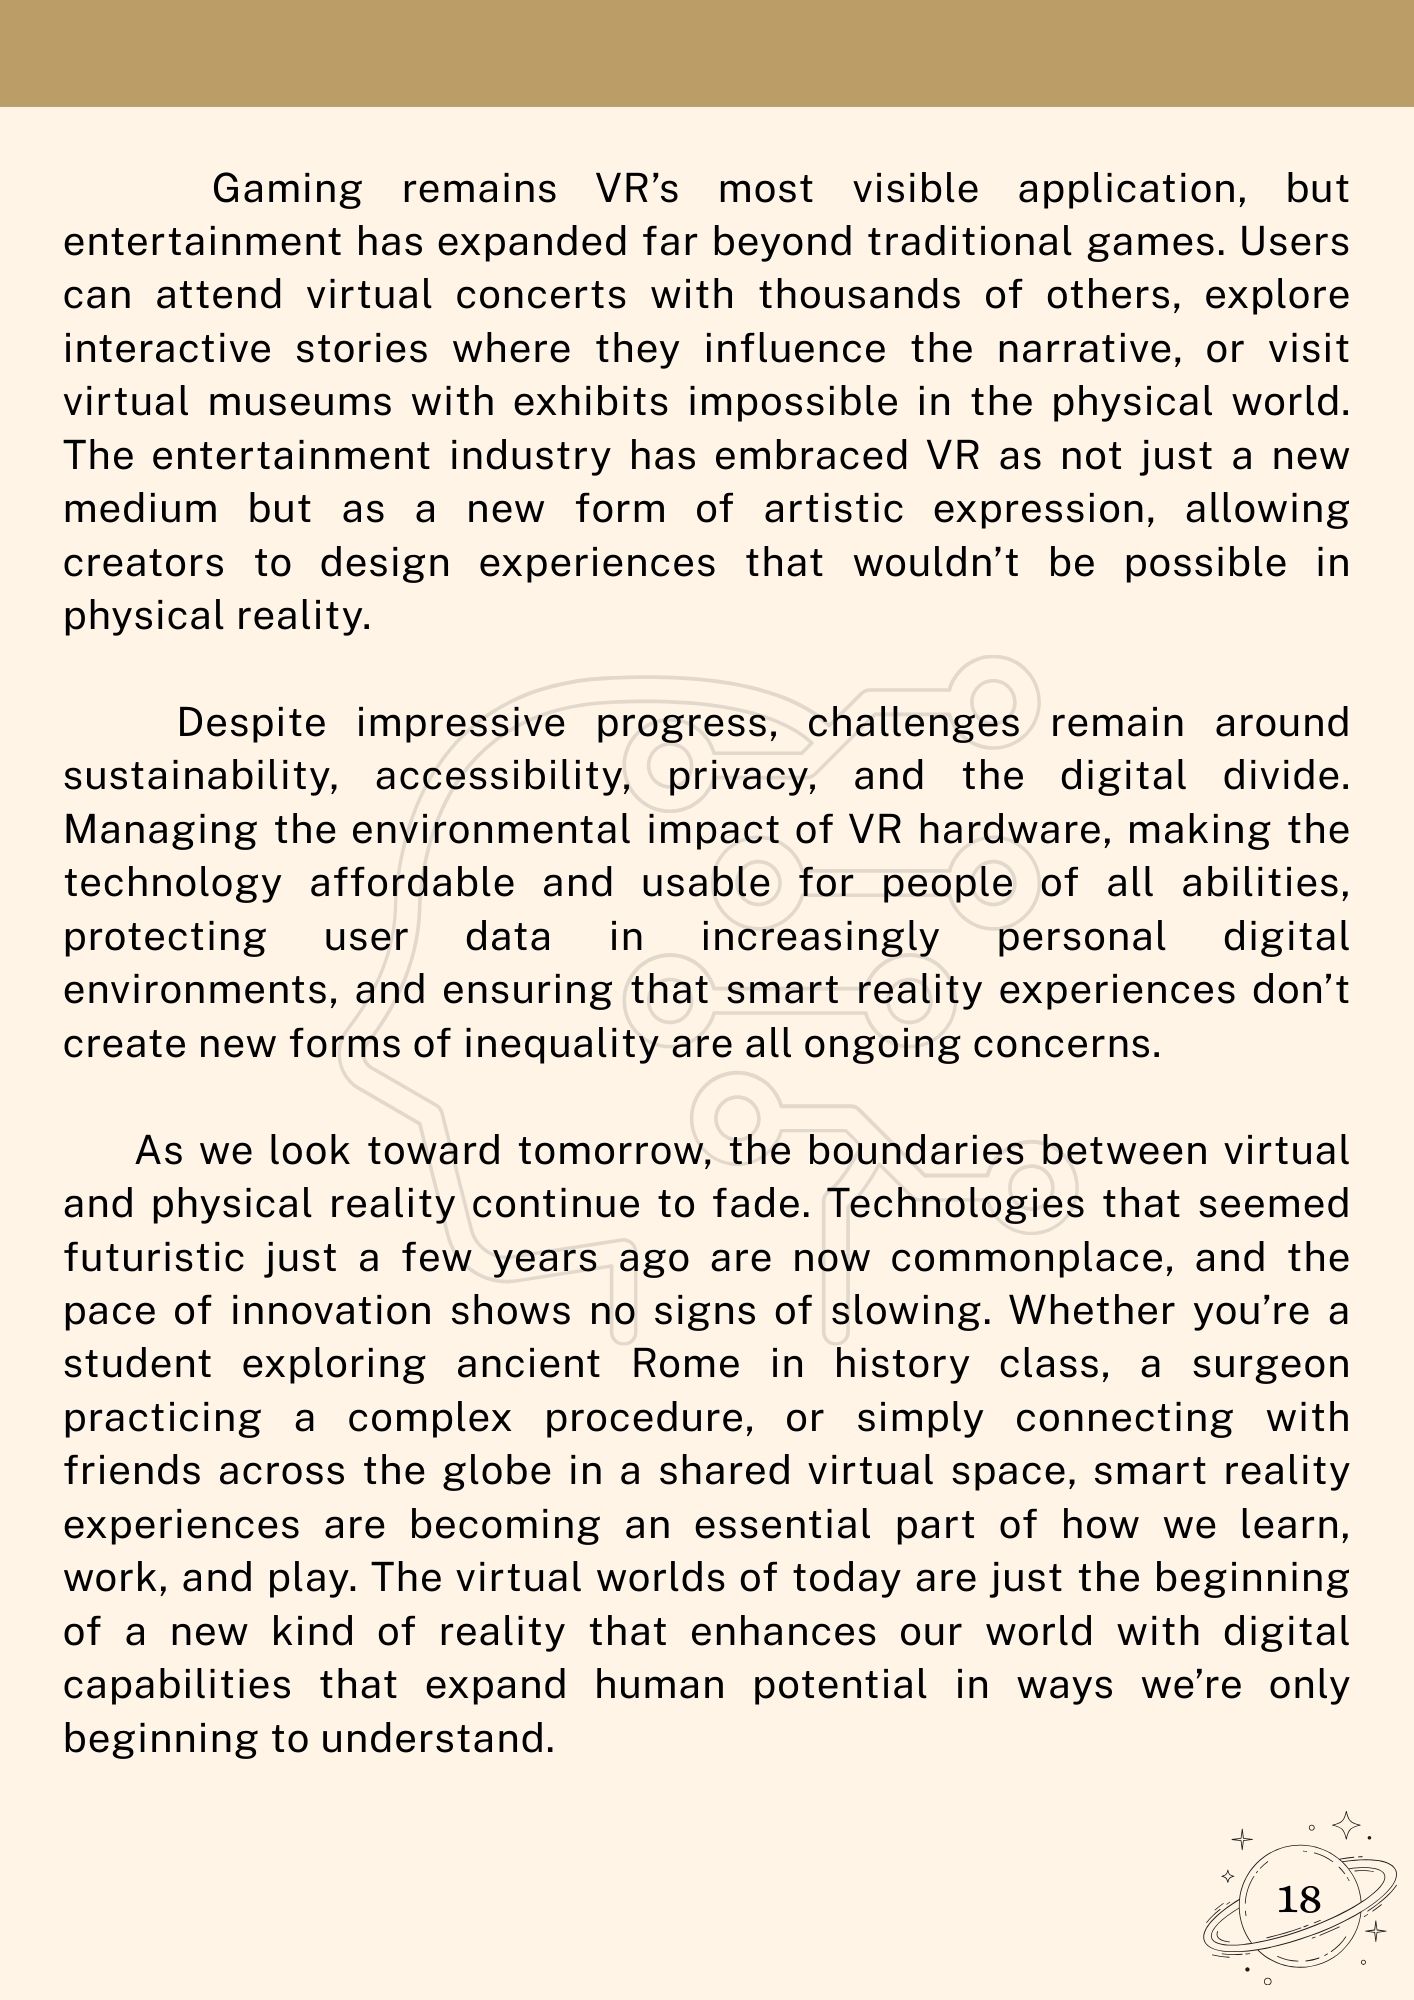 Gaming remains VR’s most visible application, but
entertainment has expanded far beyond traditional games. Users
can attend virtual concerts with thousands of others, explore
interactive stories where they influence the narrative, or visit
virtual museums with exhibits impossible in the physical world.
The entertainment industry has embraced VR as not just a new
medium but as a new form of artistic expression, allowing
creators to design experiences that wouldn’t be possible in
physical reality.
Despite impressive progress, challenges remain around
sustainability, accessibility, privacy, and the digital divide.
Managing the environmental impact of VR hardware, making the
technology affordable and usable for people of all abilities,
protecting user data in increasingly personal digital
environments, and ensuring that smart reality experiences don’t
create new forms of inequality are all ongoing concerns.
As we look toward tomorrow, the boundaries between virtual
and physical reality continue to fade. Technologies that seemed
futuristic just a few years ago are now commonplace, and the
pace of innovation shows no signs of slowing. Whether you’re a
student exploring ancient Rome in history class, a surgeon
practicing a complex procedure, or simply connecting with
friends across the globe in a shared virtual space, smart reality
experiences are becoming an essential part of how we learn,
work, and play. The virtual worlds of today are just the beginning
of a new kind of reality that enhances our world with digital
capabilities that expand human potential in ways we’re only
beginning to understand.
18